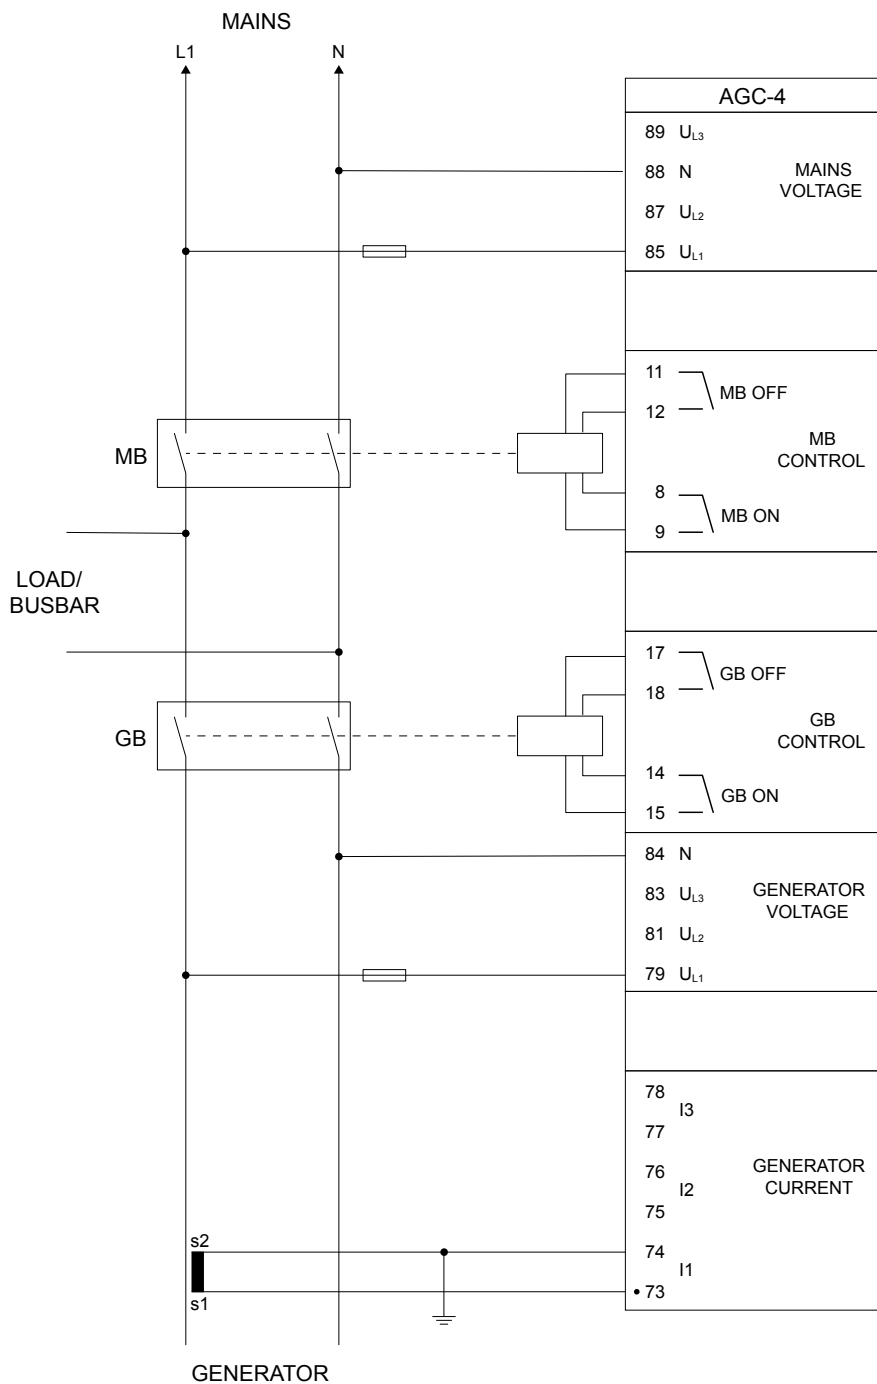 MAINS
L1 N
AGC-4
89 UL3
88 N
MAINS
VOLTAGE
87 UL2
85 UL1
11
MB OFF
12
MB
CONTROL
MB
8
MB ON
9
LOAD/
BUSBAR
17
GB OFF
18
GB
CONTROL
GB
14
GB ON
15
84 N
83 UL3
GENERATOR
VOLTAGE
81 UL2
79 UL1
78
I3
77
76
GENERATOR
CURRENT
I2
75
s2
74
I1
73
s1
GENERATOR